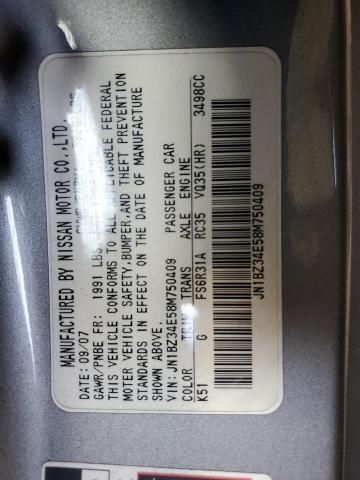 MANUFACTURED BY NISSAN MOTOR CO.,LTD.
DATE: 09/07
GAWR/PNBE FR: 1991 LBS
THIS VEHICLE CONFORMS TO ALL APPLICABLE FEDERAL
MOTOR VEHICLE SAFETY,BUMPER,AND THEFT PREVENTION
STANDARDS IN EFFECT ON THE DATE OF MANUFACTURE
SHOWN ABOVE.
VIN: JN1BZ34E58M750409 PASSENGER CAR
COLOR TRIM TRANS AXLE ENGINE
K51 G FS6R31A RC35 VQ35(HR) 3498CC
JN1BZ34E58M750409